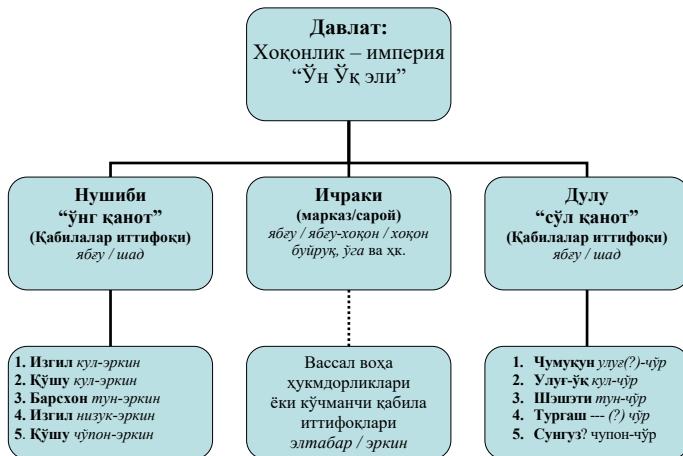 Давлат:
Хоқонлик – империя
“Ўн Ўқ эли”
Нушиби
“ўнг қанот”
(Қабилалар иттифоқи)
ябғу / шад
Ичраки
(марказ/сарой)
ябғу / ябғу-хоқон / хоқон
буйруқ, ўга ва ҳк.
Дулу
“сўл қанот”
(Қабилалар иттифоқи)
ябғу / шад
1. Изгил кул-эркин
2. Қўшу кул-эркин
3. Барсхон тун-эркин
4. Изгил низук-эркин
5. Қўшу чўпон-эркин
Вассал воҳа
ҳукмдорликлари
ёки кўчманчи қабила
иттифоқлари
элтабар / эркин
1. Чумуқун улуғ(?)-чўр
2. Улуғ-ўқ кул-чўр
3. Шэшэти тун-чўр
4. Тургаш --- (?) чўр
5. Сунгуз? чупон-чўр